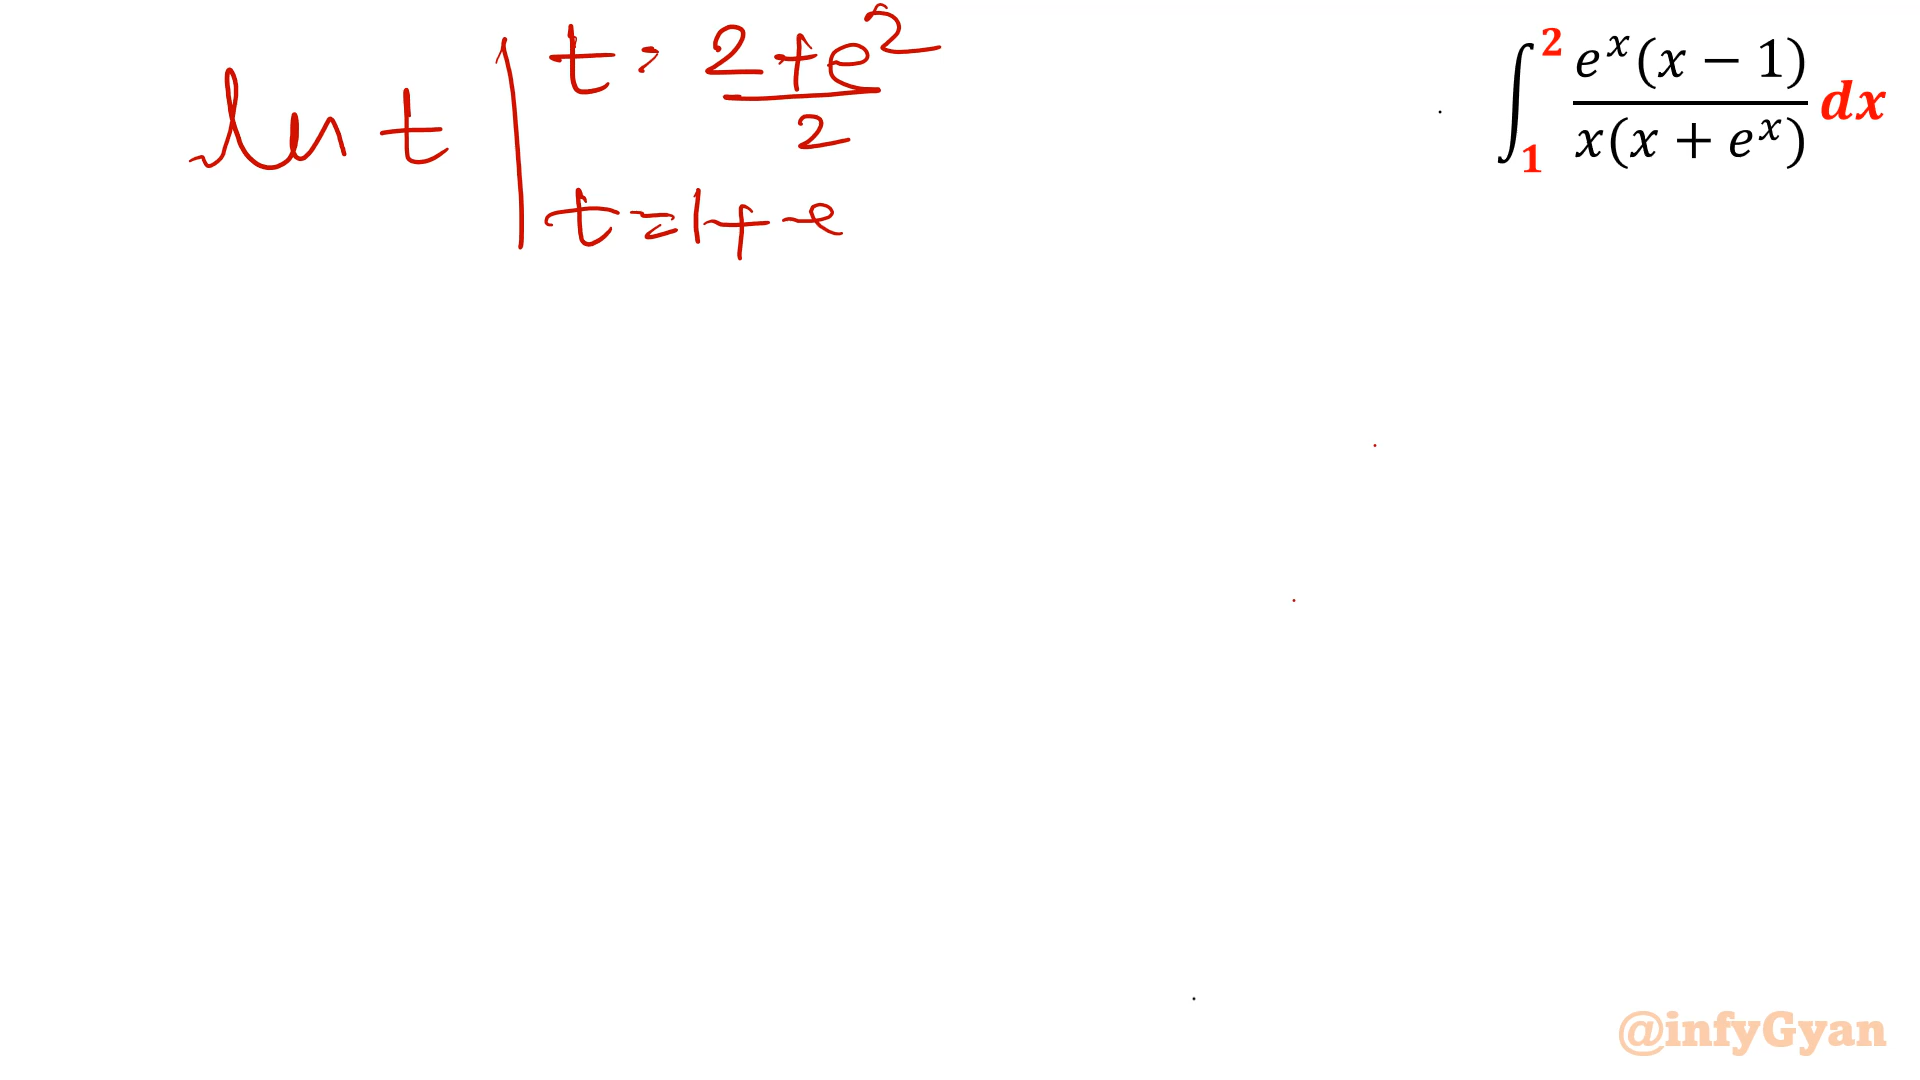 ln t | t = 2+e²
2
t = 1+e
∫₁² eˣ(x − 1) / x(x + eˣ) dx
@infyGyan